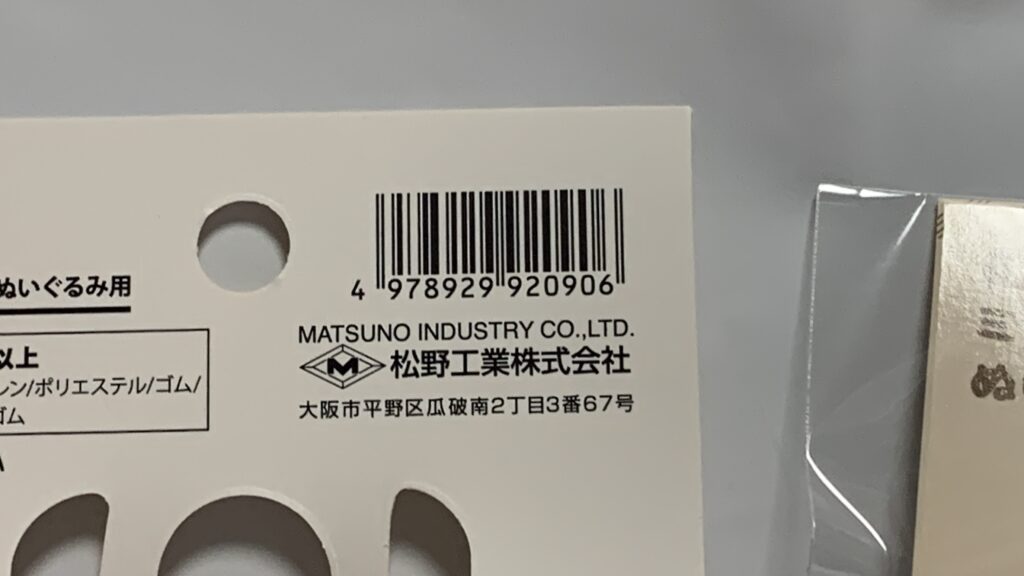 4 978929 920906
ぬいぐるみ用
MATSUNO INDUSTRY CO.,LTD.
M 松野工業株式会社
以上
レン/ポリエステル/ゴム/
ゴム
大阪市平野区瓜破南2丁目3番67号
ぬ